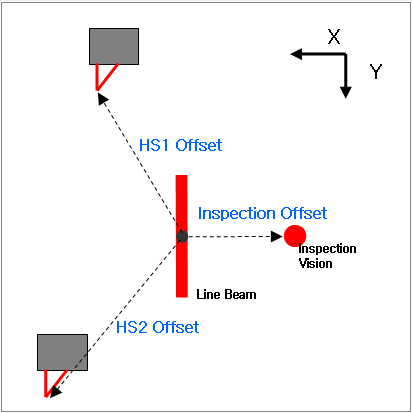 X
Y
HS1 Offset
Inspection Offset
Inspection
Vision
Line Beam
HS2 Offset